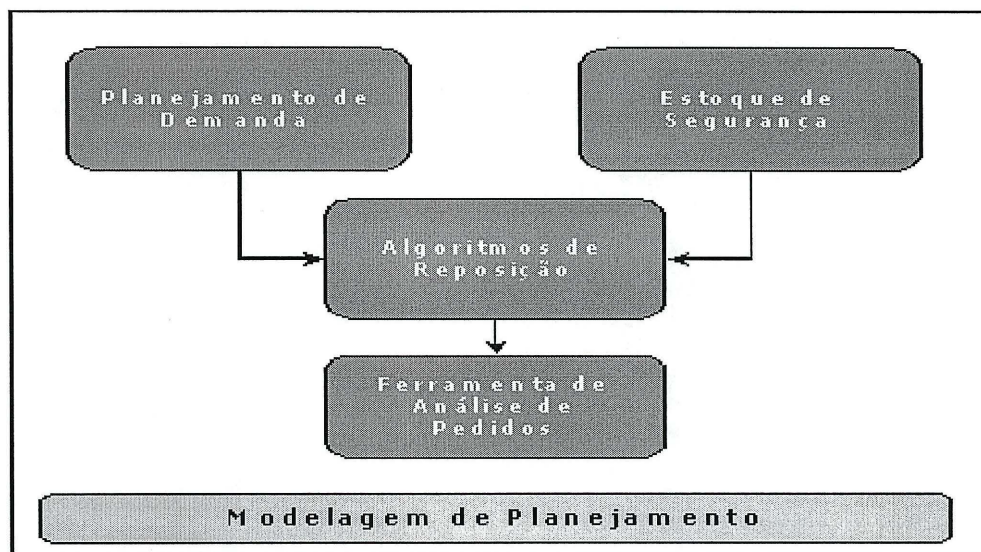 Planejamento de
Demanda
Estoque de
Segurança
Algoritmos de
Reposição
Ferramenta de
Análise de
Pedidos
Modelagem de Planejamento